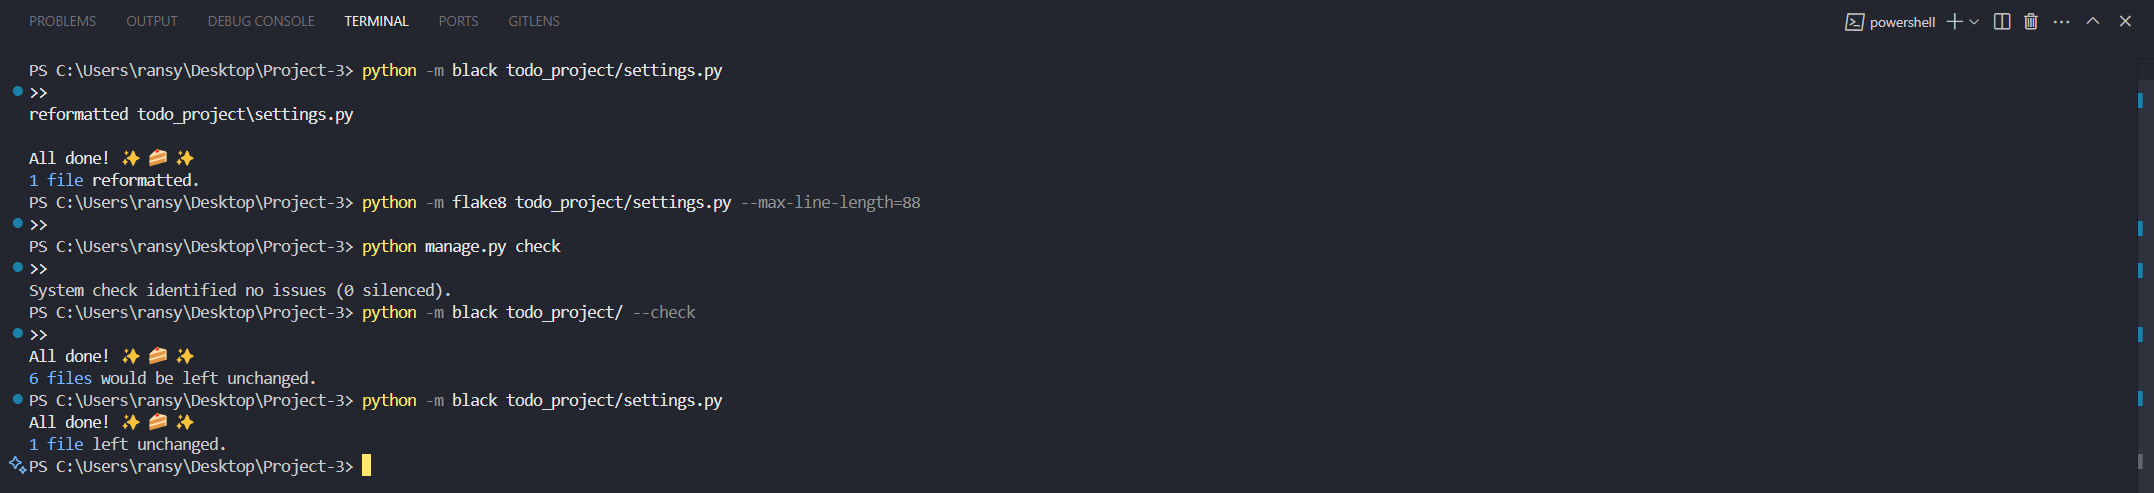 PROBLEMS OUTPUT DEBUG CONSOLE TERMINAL PORTS GITLENS powershell
PS C:\Users\ransy\Desktop\Project-3> python -m black todo_project/settings.py
>>
reformatted todo_project\settings.py
All done! ✨ 🍰 ✨
1 file reformatted.
PS C:\Users\ransy\Desktop\Project-3> python -m flake8 todo_project/settings.py --max-line-length=88
>>
PS C:\Users\ransy\Desktop\Project-3> python manage.py check
>>
System check identified no issues (0 silenced).
PS C:\Users\ransy\Desktop\Project-3> python -m black todo_project/ --check
>>
All done! ✨ 🍰 ✨
6 files would be left unchanged.
PS C:\Users\ransy\Desktop\Project-3> python -m black todo_project/settings.py
All done! ✨ 🍰 ✨
1 file left unchanged.
PS C:\Users\ransy\Desktop\Project-3>